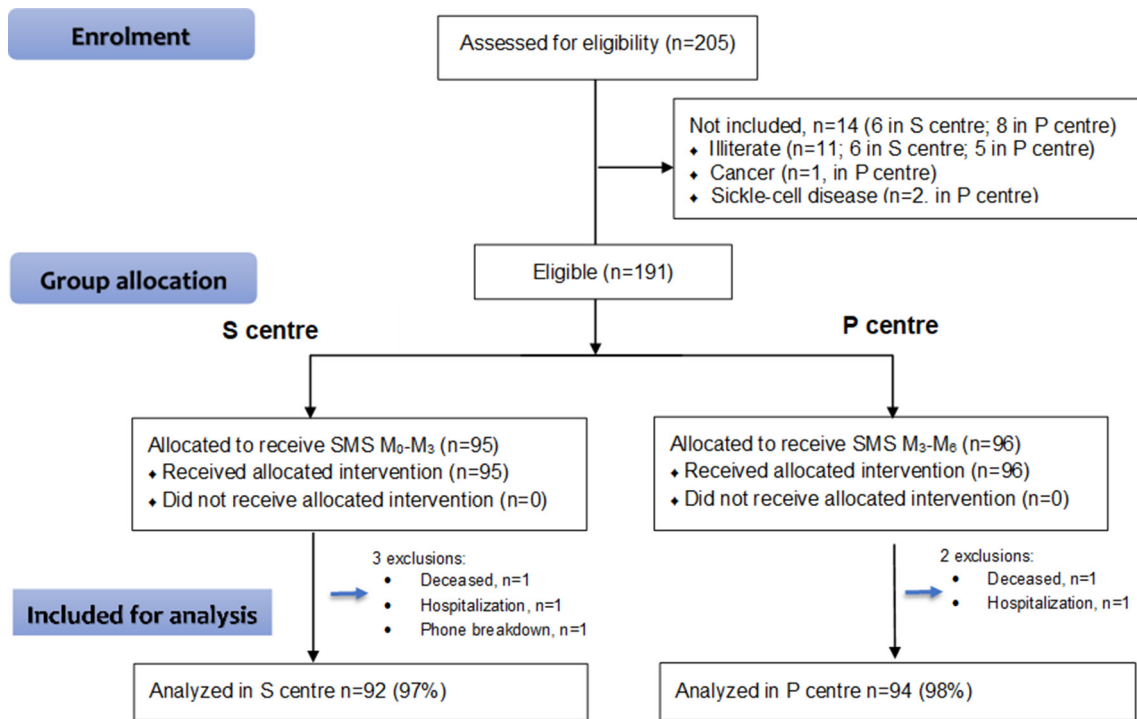 Enrolment
Assessed for eligibility (n=205)
Not included, n=14 (6 in S centre; 8 in P centre)
♦ Illiterate (n=11; 6 in S centre; 5 in P centre)
♦ Cancer (n=1, in P centre)
♦ Sickle-cell disease (n=2. in P centre)
Group allocation
Eligible (n=191)
S centre
P centre
Allocated to receive SMS M₀-M₃ (n=95)
♦ Received allocated intervention (n=95)
♦ Did not receive allocated intervention (n=0)
Allocated to receive SMS M₃-M₆ (n=96)
♦ Received allocated intervention (n=96)
♦ Did not receive allocated intervention (n=0)
3 exclusions:
• Deceased, n=1
• Hospitalization, n=1
• Phone breakdown, n=1
2 exclusions:
• Deceased, n=1
• Hospitalization, n=1
Included for analysis
Analyzed in S centre n=92 (97%)
Analyzed in P centre n=94 (98%)